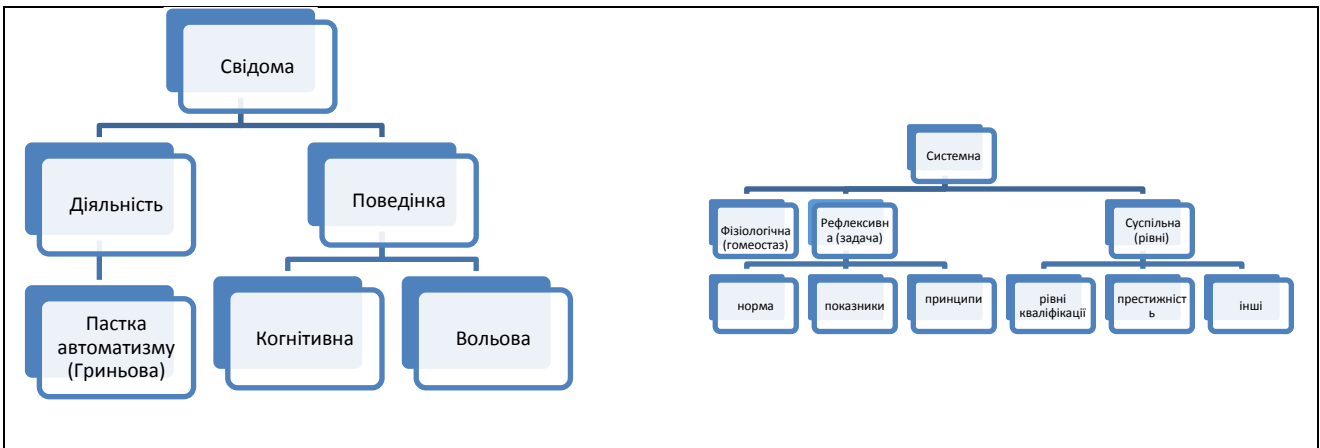 Свідома
Діяльність
Поведінка
Пастка
автоматизму
(Гриньова)
Когнітивна
Вольова
Системна
Фізіологічна
(гомеостаз)
Рефлексивн
а (задача)
Суспільна
(рівні)
норма
показники
принципи
рівні
кваліфікації
престижніст
ь
інші